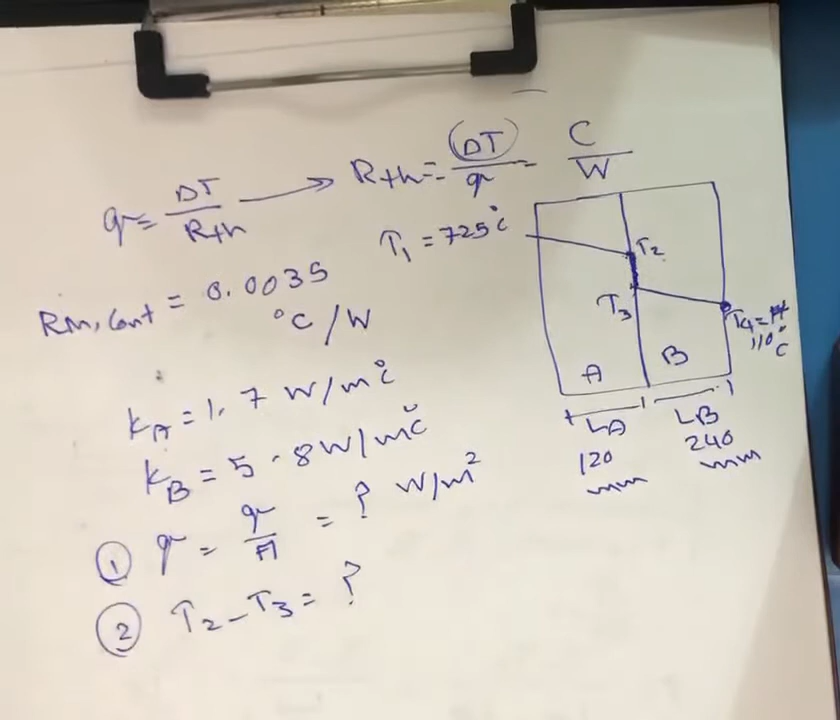 q = ΔT / Rth → Rth = (ΔT) / q = C / W
T₁ = 725°C
T₂
T₃
T₄ = 110°C
Rth, Cont = 0.0035
°C/W
A B
LA LB
120 240
mm mm
kA = 1.7 W/m°C
kB = 5.8 W/m°C
① q = q / A = ? W/m²
② T₂ - T₃ = ?